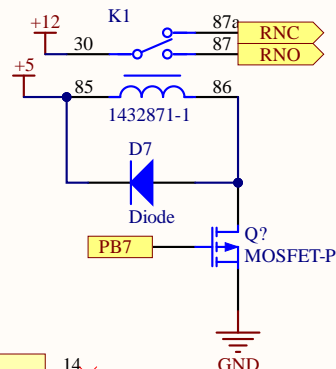 K1
+12
30
87a
RNC
87
RNO
+5
85
86
1432871-1
D7
Diode
PB7
Q?
MOSFET-P
14
GND